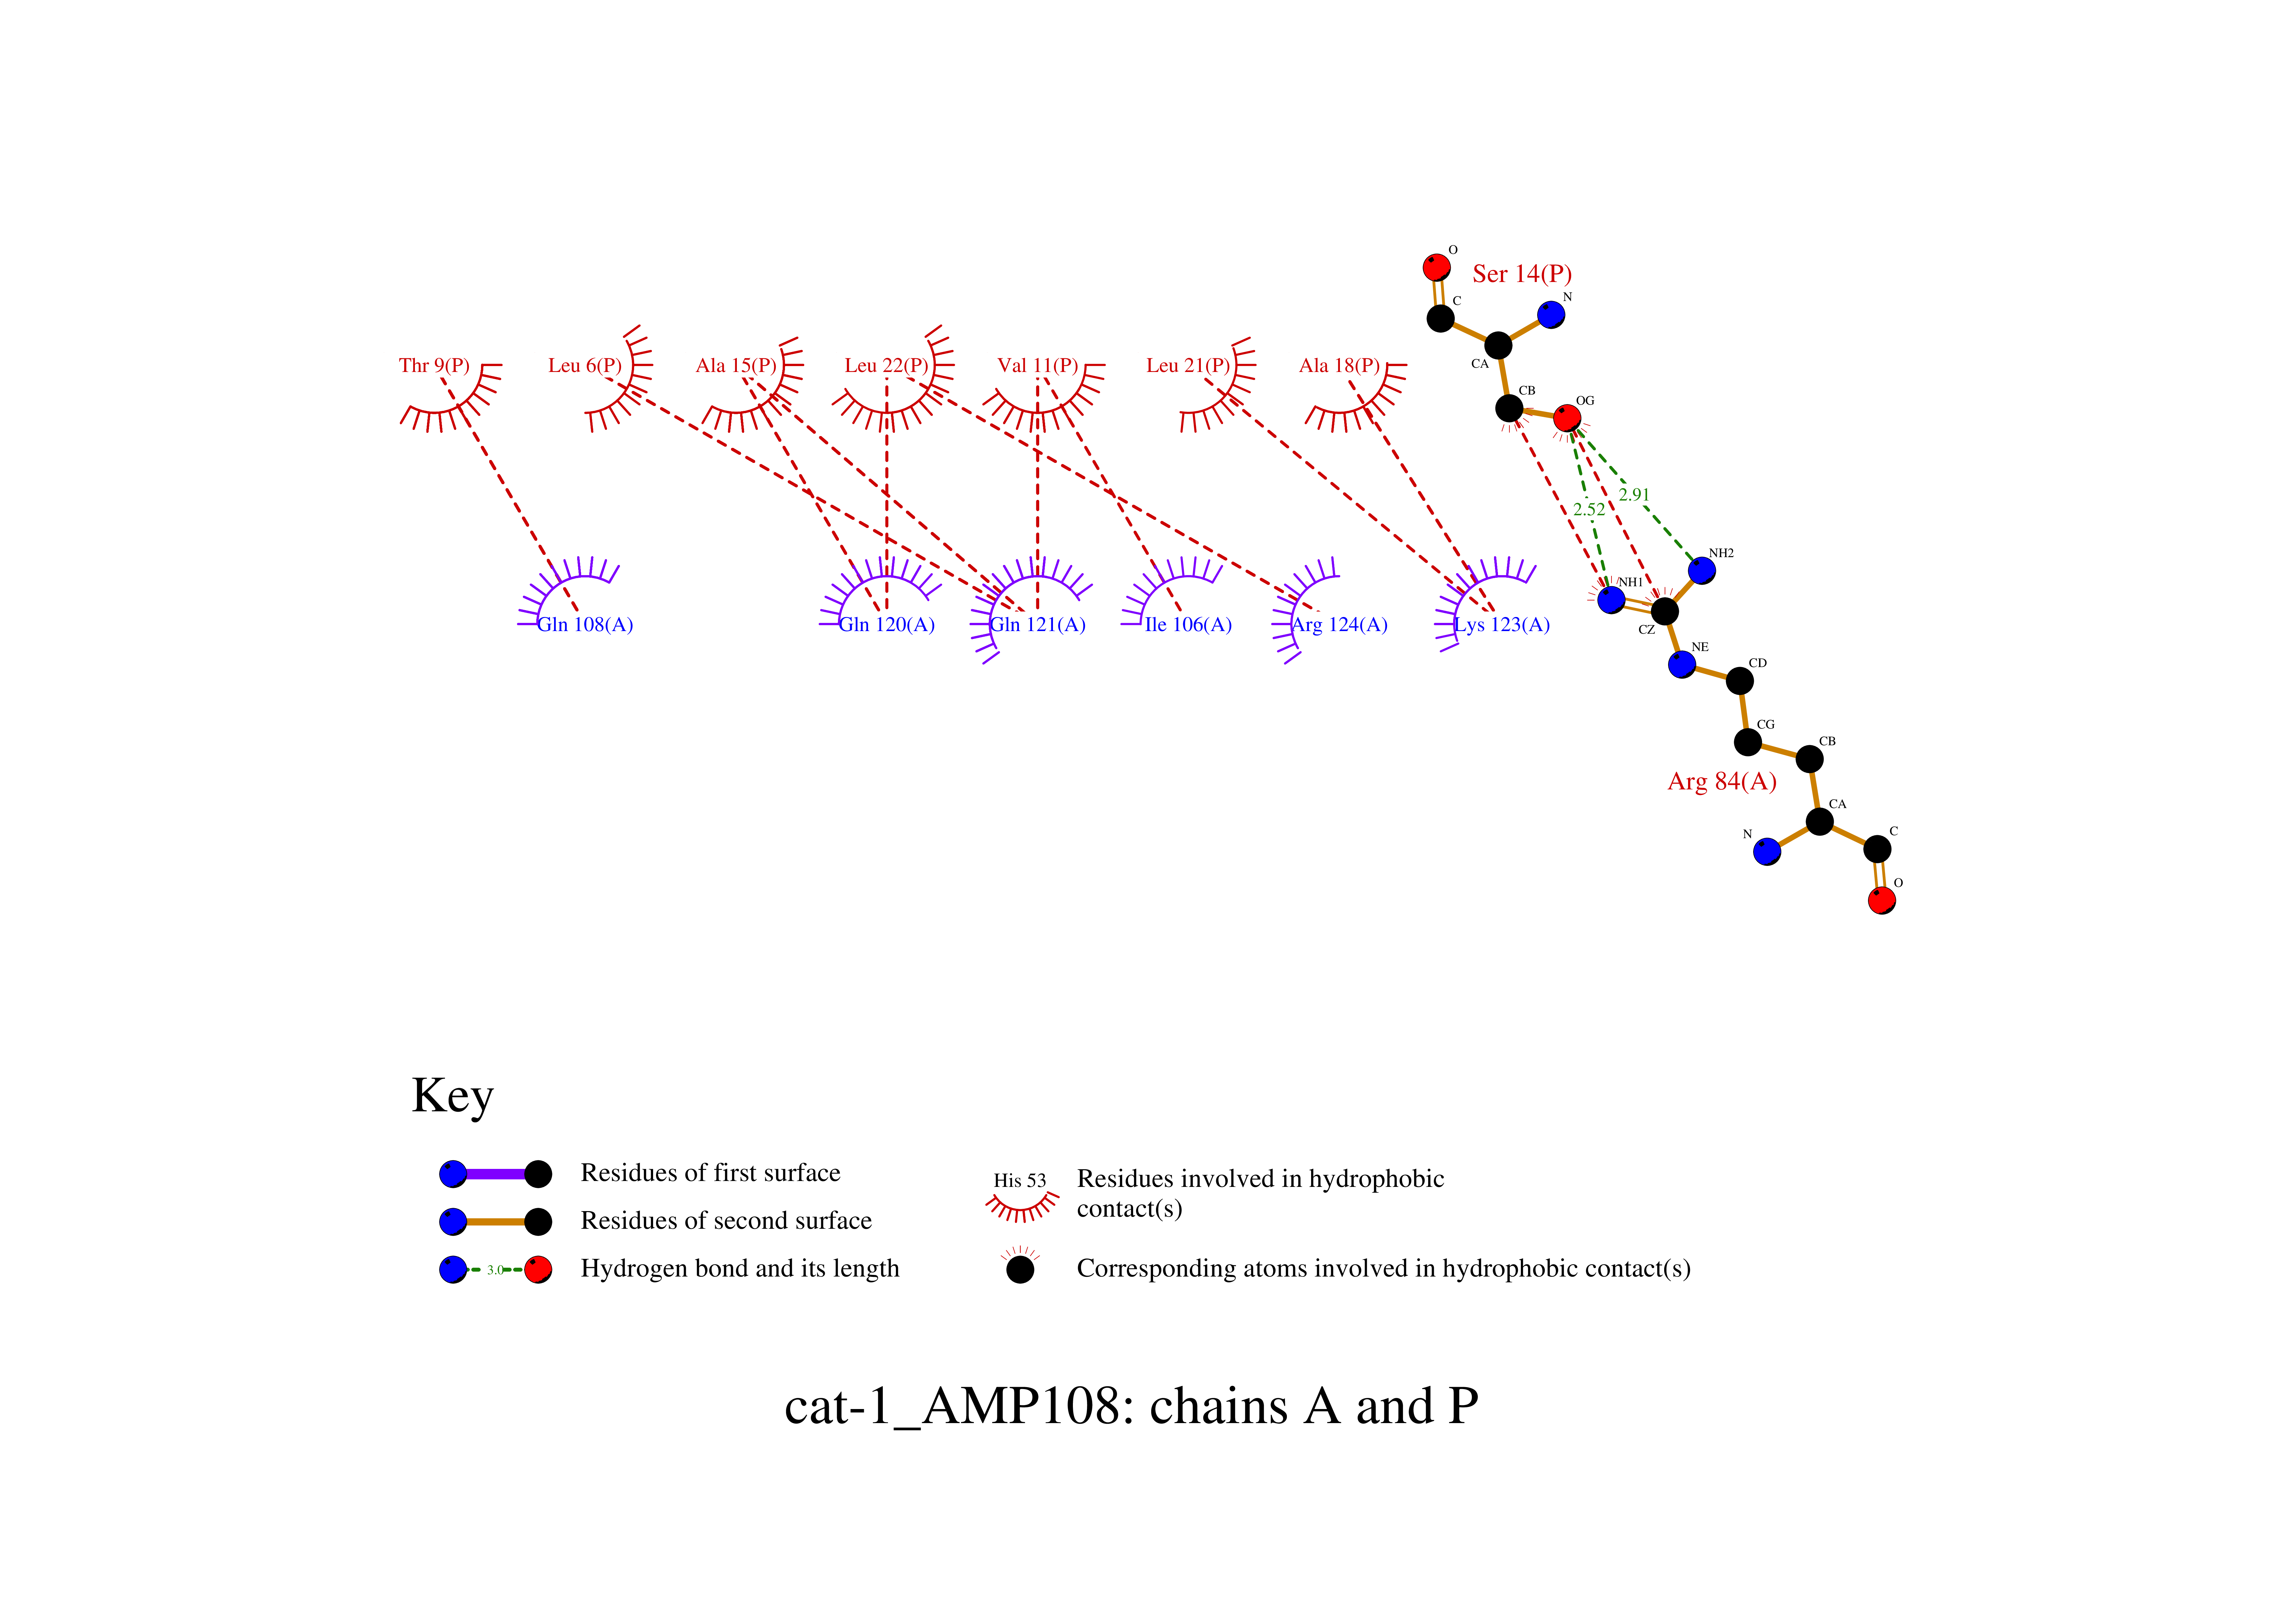 O
Ser 14(P)
C
N
CA
CB
OG
Thr 9(P) Leu 6(P) Ala 15(P) Leu 22(P) Val 11(P) Leu 21(P) Ala 18(P)
2.91
2.52
NH2
NH1
Gln 108(A) Gln 120(A) Gln 121(A) Ile 106(A) Arg 124(A) Lys 123(A)
CZ
NE
CD
CG
CB
Arg 84(A)
CA
N
C
O
Key
Residues of first surface
Residues of second surface
3.0
Hydrogen bond and its length
His 53
Residues involved in hydrophobic
contact(s)
Corresponding atoms involved in hydrophobic contact(s)
cat-1_AMP108: chains A and P